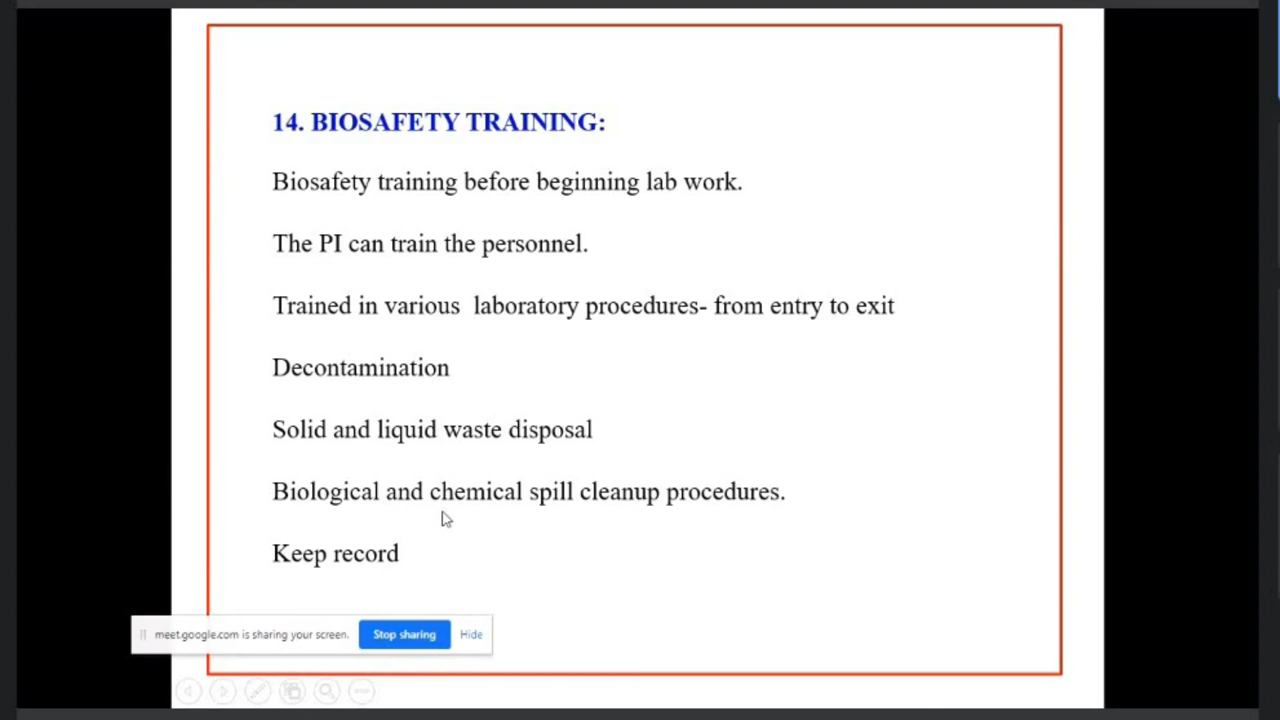 14. BIOSAFETY TRAINING:
Biosafety training before beginning lab work.
The PI can train the personnel.
Trained in various laboratory procedures- from entry to exit
Decontamination
Solid and liquid waste disposal
Biological and chemical spill cleanup procedures.
Keep record
meet.google.com is sharing your screen. Stop sharing Hide